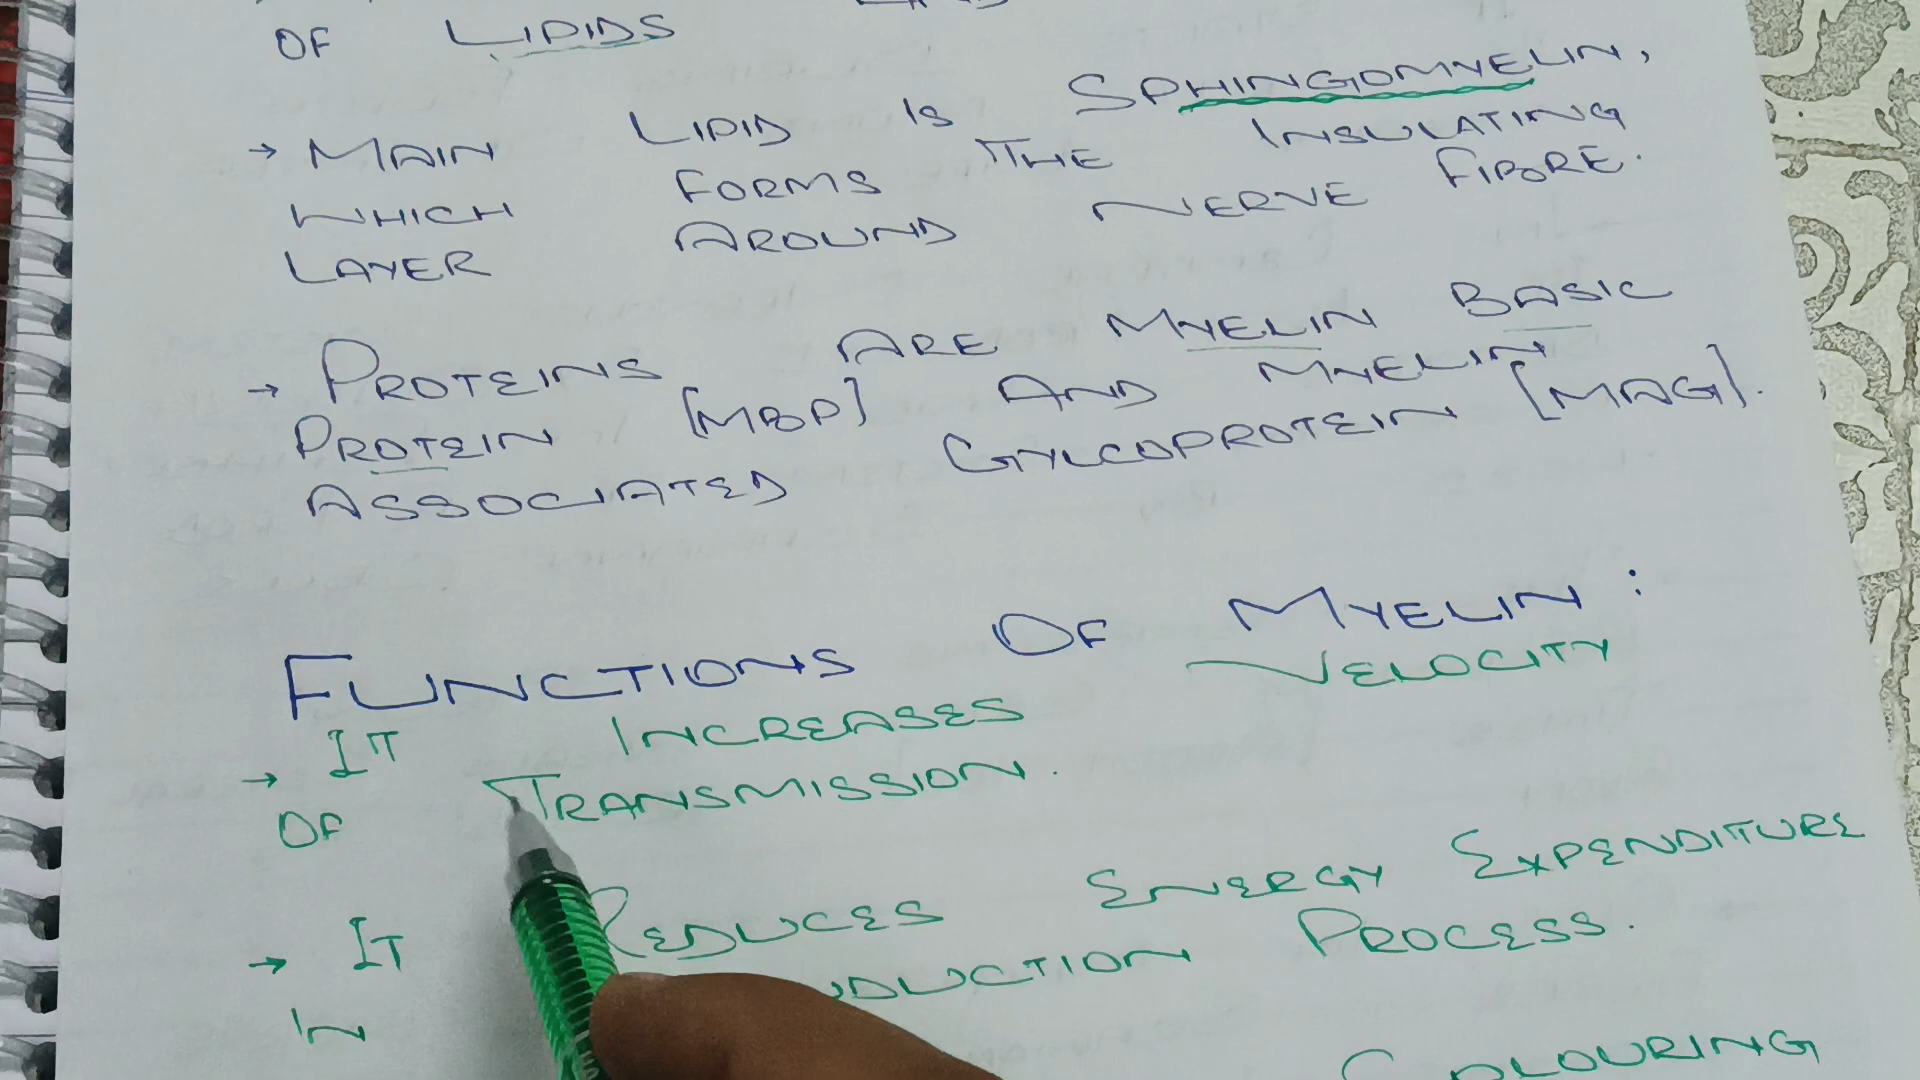 OF LIPIDS
→ MAIN LIPID IS SPHINGOMYELIN,
WHICH FORMS THE INSULATING
LAYER AROUND NERVE FIBRE.
→ PROTEINS ARE MYELIN BASIC
PROTEIN [MBP] AND MYELIN
ASSOCIATED GYLCOPROTEIN [MAG].
FUNCTIONS OF MYELIN:
→ IT INCREASES VELOCITY
OF TRANSMISSION.
→ IT REDUCES ENERGY EXPENDITURE
IN PROCESS.
COLOURING